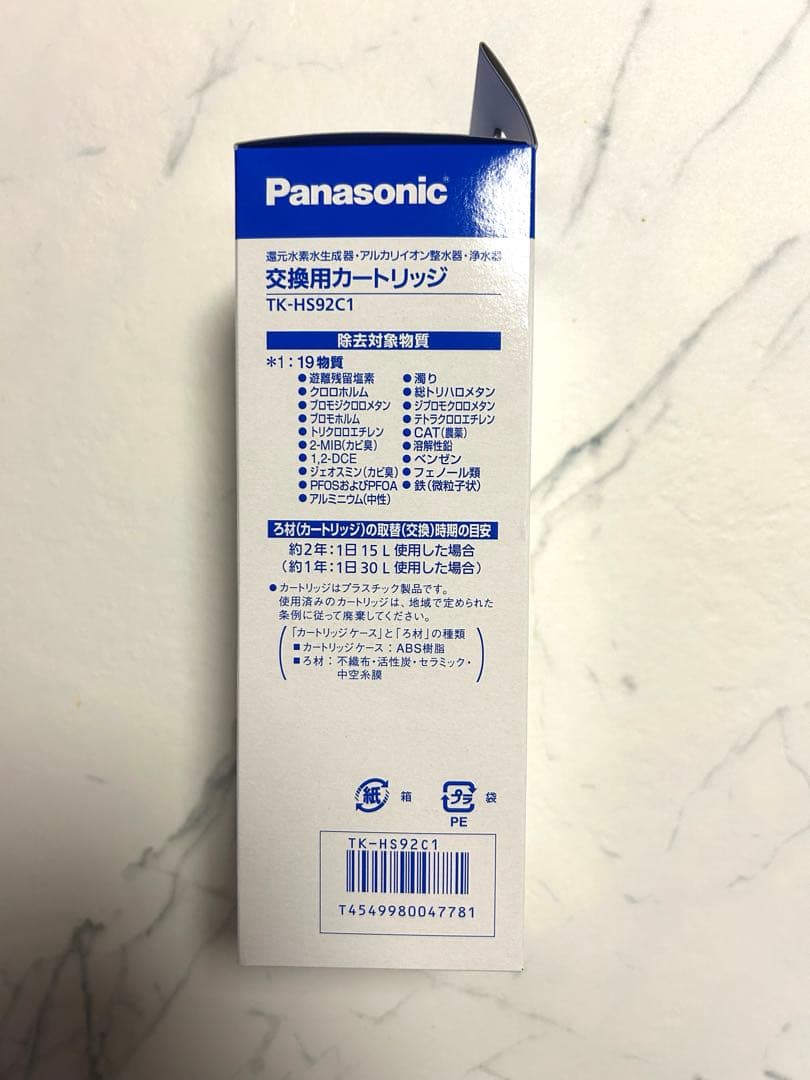 Panasonic
還元水素水生成器・アルカリイオン整水器・浄水器
交換用カートリッジ
TK-HS92C1
除去対象物質
*1:19物質
●遊離残留塩素 ●濁り
●クロロホルム ●総トリハロメタン
●ブロモジクロロメタン ●ジブロモクロロメタン
●ブロモホルム ●テトラクロロエチレン
●トリクロロエチレン ●CAT(農薬)
●2-MIB(カビ臭) ●溶解性鉛
●1,2-DCE ●ベンゼン
●ジェオスミン(カビ臭) ●フェノール類
●PFOSおよびPFOA ●鉄(微粒子状)
●アルミニウム(中性)
ろ材(カートリッジ)の取替(交換)時期の目安
約2年:1日15L使用した場合
(約1年:1日30L使用した場合)
●カートリッジはプラスチック製品です。
使用済みのカートリッジは、地域で定められた
条例に従って廃棄してください。
「カートリッジケース」と「ろ材」の種類
■カートリッジケース:ABS樹脂
■ろ材:不織布・活性炭・セラミック・
中空糸膜
紙 箱 プラ 袋
PE
TK-HS92C1
T4549980047781